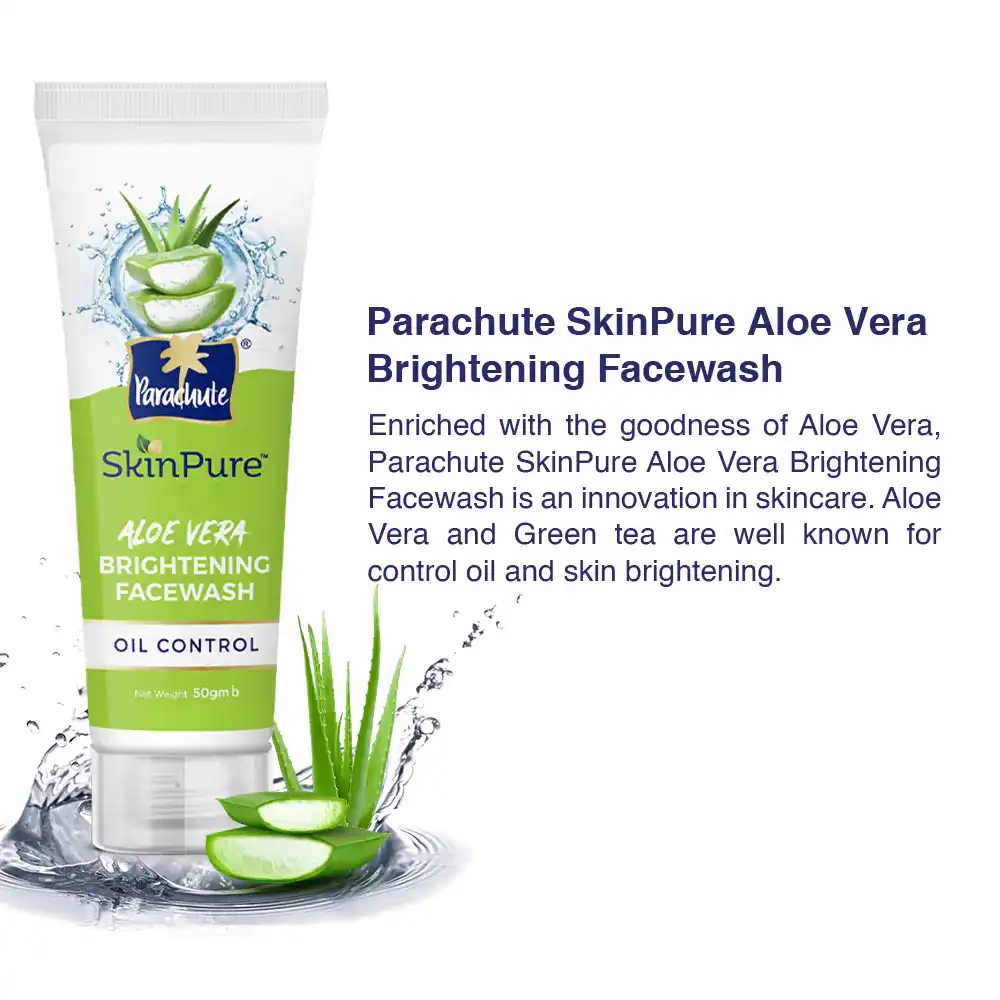 Parachute
®
SkinPure™
ALOE VERA
BRIGHTENING
FACEWASH
OIL CONTROL
Net Weight 50gm b
Parachute SkinPure Aloe Vera
Brightening Facewash
Enriched with the goodness of Aloe Vera,
Parachute SkinPure Aloe Vera Brightening
Facewash is an innovation in skincare. Aloe
Vera and Green tea are well known for
control oil and skin brightening.